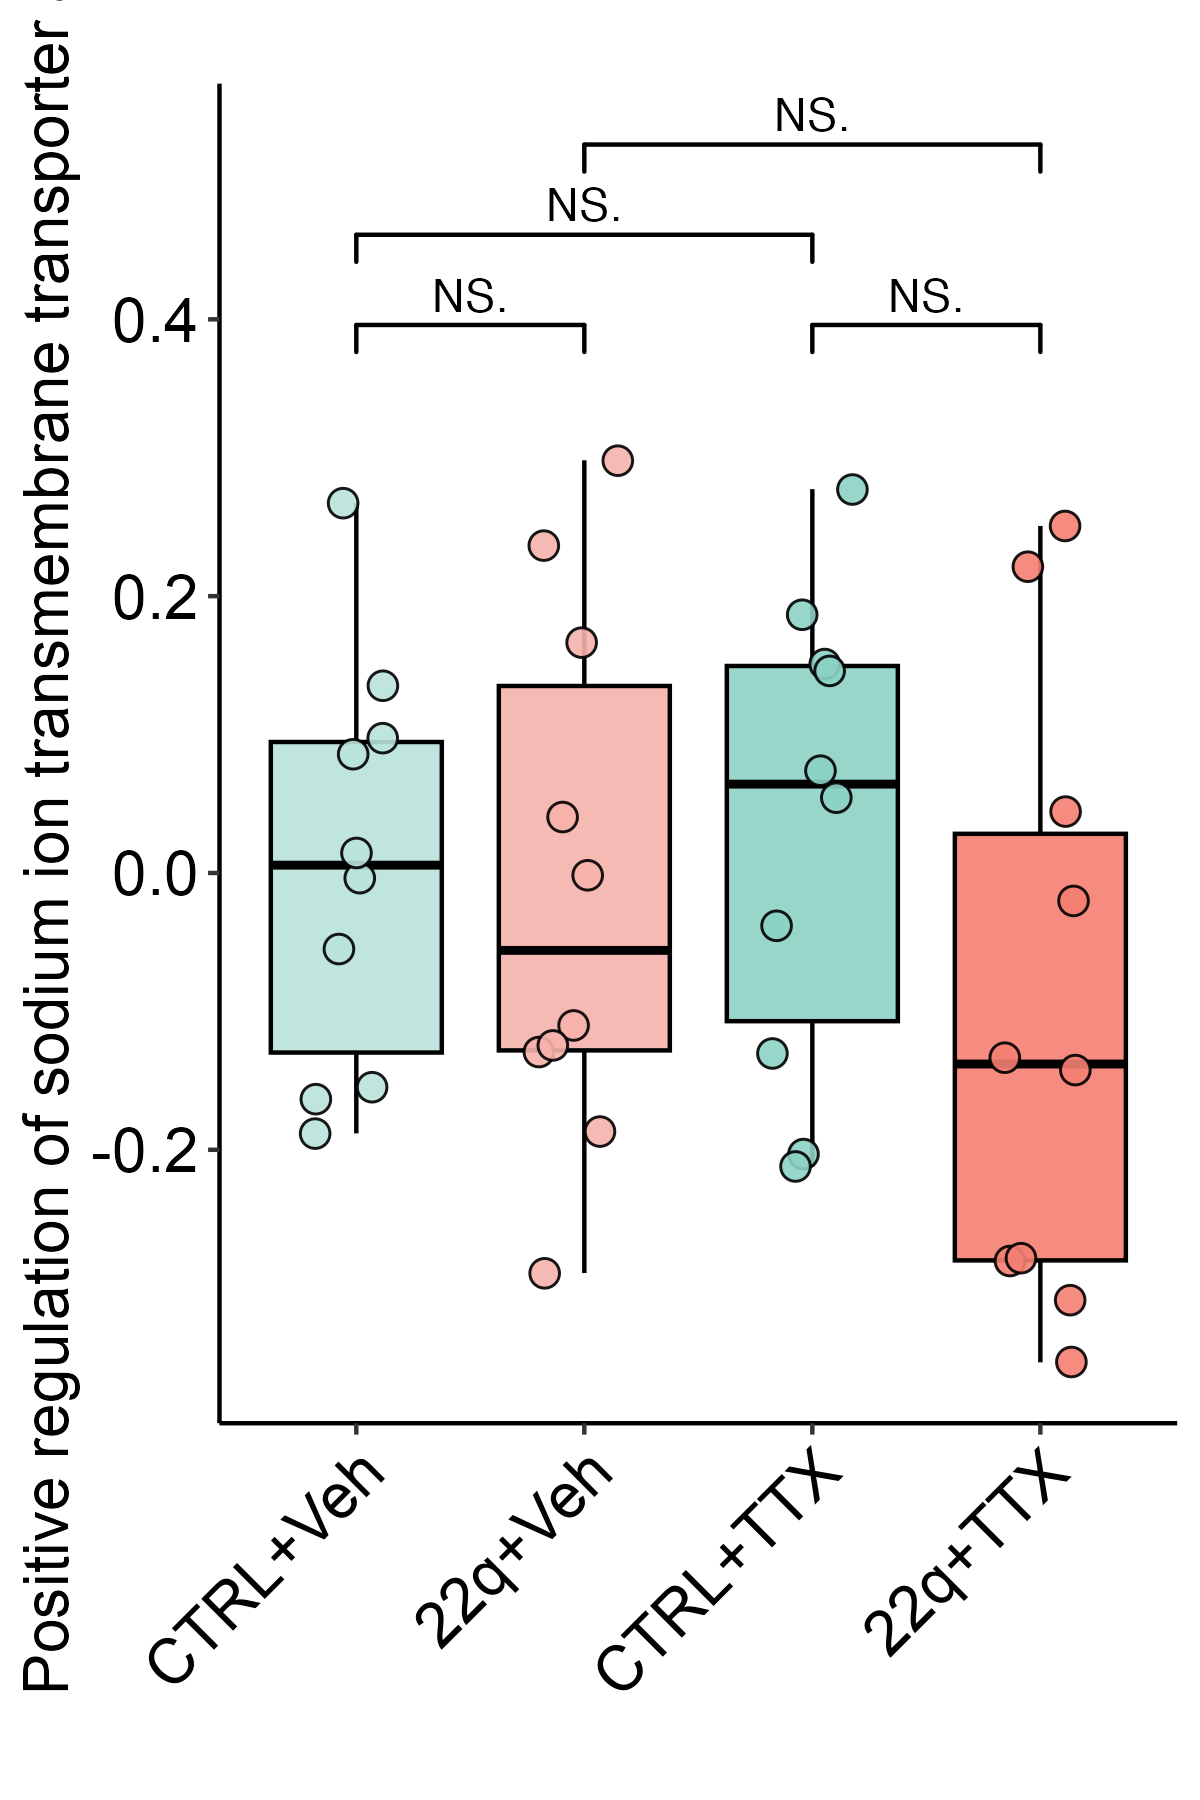 Positive regulation of sodium ion transmembrane transporter
NS.
NS.
NS.
NS.
0.4
0.2
0.0
-0.2
CTRL+Veh
22q+Veh
CTRL+TTX
22q+TTX